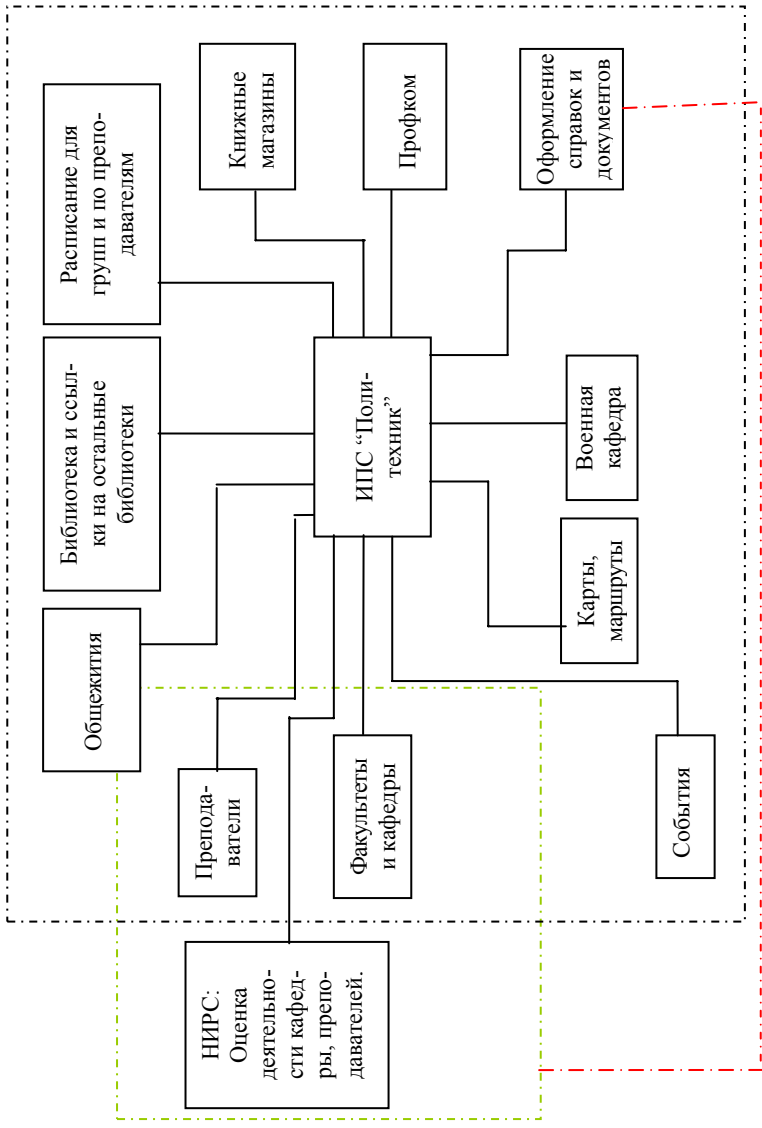 Общежития
Библиотека и ссыл-
ки на остальные
библиотеки
Расписание для
групп и по препо-
давателям
Препода-
ватели
Книжные
магазины
НИРС:
Оценка
деятельно-
сти кафед-
ры, препо-
давателей.
Факультеты
и кафедры
ИПС “Поли-
техник”
Профком
Карты,
маршруты
Военная
кафедра
Оформление
справок и
документов
События